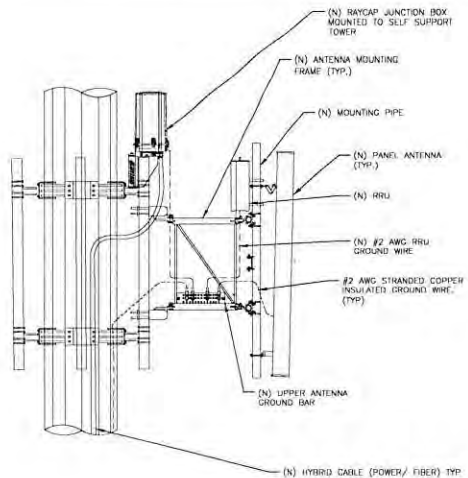 (N) RAYCAP JUNCTION BOX
MOUNTED TO SELF SUPPORT
TOWER
(N) ANTENNA MOUNTING
FRAME (TYP.)
(N) MOUNTING PIPE
(N) PANEL ANTENNA
(TYP.)
(N) RRU
(N) #2 AWG RRU
GROUND WIRE
#2 AWG STRANDED COPPER
INSULATED GROUND WIRE.
(TYP)
(N) UPPER ANTENNA
GROUND BAR
(N) HYBRID CABLE (POWER/ FIBER) TYP